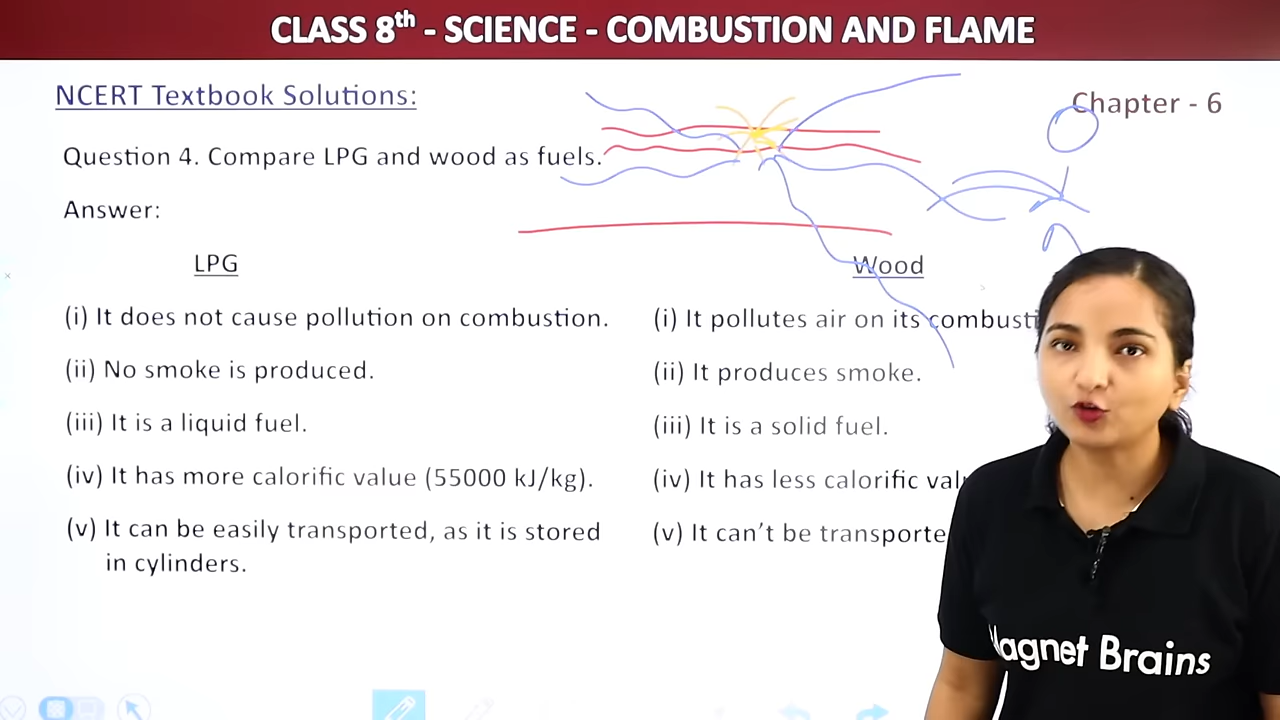 CLASS 8th - SCIENCE - COMBUSTION AND FLAME
NCERT Textbook Solutions:
Chapter - 6
Question 4. Compare LPG and wood as fuels.
Answer:
LPG
Wood
(i) It does not cause pollution on combustion.
(i) It pollutes air on its
(ii) No smoke is produced.
(ii) It produces smoke.
(iii) It is a liquid fuel.
(iii) It is a solid fuel.
(iv) It has more calorific value (55000 kJ/kg).
(iv) It has less calorific
(v) It can be easily transported, as it is stored
in cylinders.
(v) It can't be
Magnet Brains